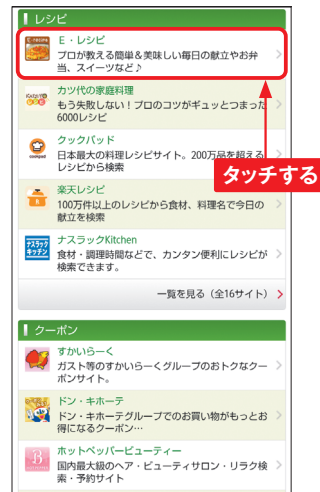 レシピ
E・レシピ
プロが教える簡単&美味しい毎日の献立やお弁
当、スイーツなど♪
カツ代の家庭料理
もう失敗しない！プロのコツがギュッとつまった
6000レシピ
クックパッド
日本最大の料理レシピサイト。200万品を超える
レシピから検索
タッチする
楽天レシピ
100万件以上のレシピから食材、料理名で今日の
献立を検索
ナスラックKitchen
食材・調理時間などで、カンタン便利にレシピが
検索できます。
一覧を見る（全16サイト）
クーポン
すかいらーく
ガスト等のすかいらーくグループのおトクなクー
ポンサイト。
ドン・キホーテ
ドン・キホーテグループでのお買い物がもっとお
得になるクーポン…
ホットペッパービューティー
国内最大級のヘア・ビューティサロン・リラク検
索・予約サイト